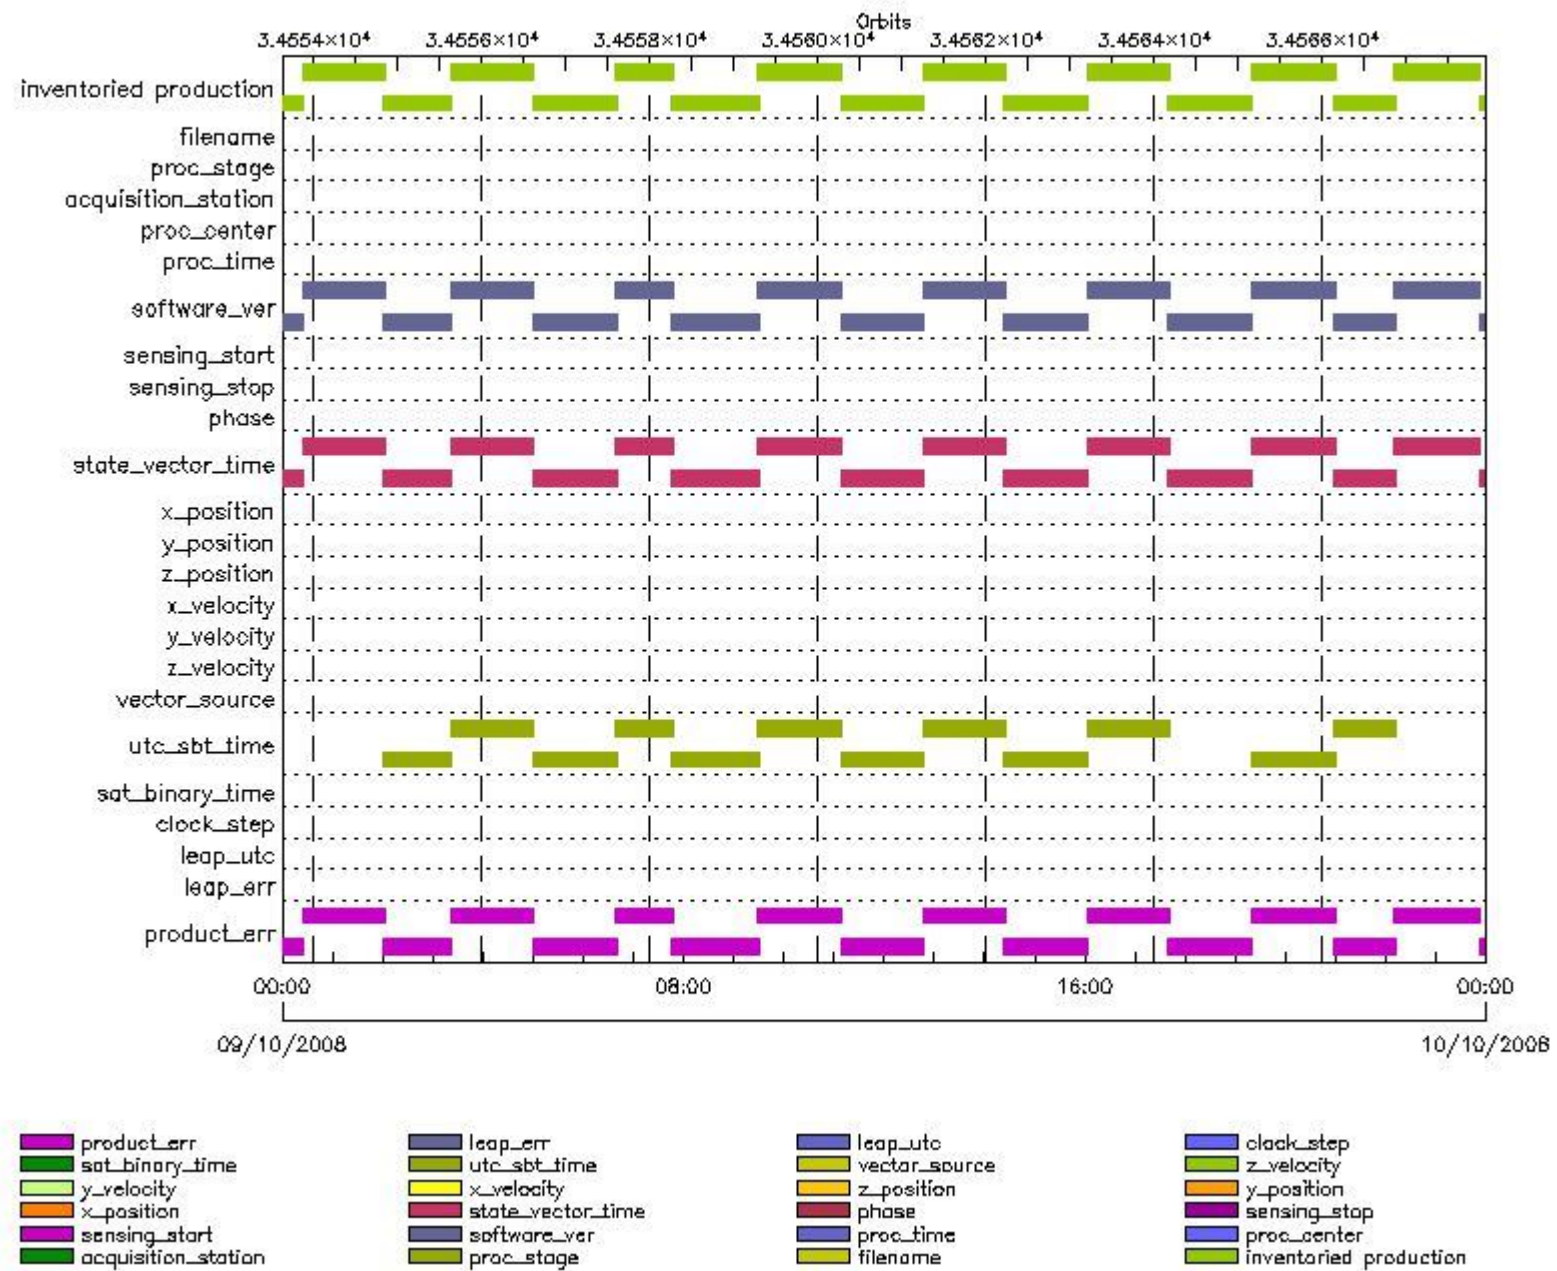 Orbits
3.4554×10⁴ 3.4556×10⁴ 3.4558×10⁴ 3.4560×10⁴ 3.4562×10⁴ 3.4564×10⁴ 3.4566×10⁴
inventoried production
filename
proc_stage
acquisition_station
proc_center
proc_time
software_ver
sensing_start
sensing_stop
phase
state_vector_time
x_position
y_position
z_position
x_velocity
y_velocity
z_velocity
vector_source
utc_sbt_time
sat_binary_time
clock_step
leap_utc
leap_err
product_err
00:00 08:00 16:00 00:00
09/10/2008 10/10/2008
product_err leap_err leap_utc clock_step
sat_binary_time utc_sbt_time vector_source z_velocity
y_velocity x_velocity z_position y_position
x_position state_vector_time phase sensing_stop
sensing_start software_ver proc_time proc_center
acquisition_station proc_stage filename inventoried production